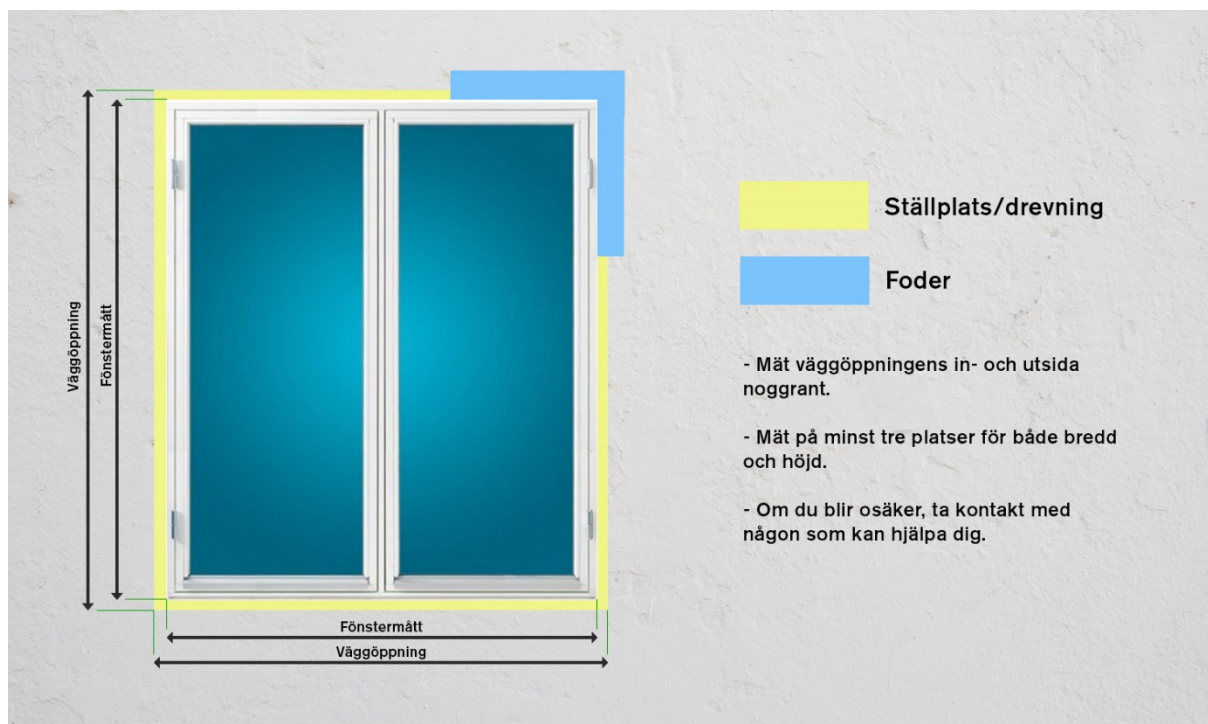 Väggöppning
Fönstermått
Fönstermått
Väggöppning
Ställplats/drevning
Foder
- Mät väggöppningens in- och utsida
noggrant.
- Mät på minst tre platser för både bredd
och höjd.
- Om du blir osäker, ta kontakt med
någon som kan hjälpa dig.